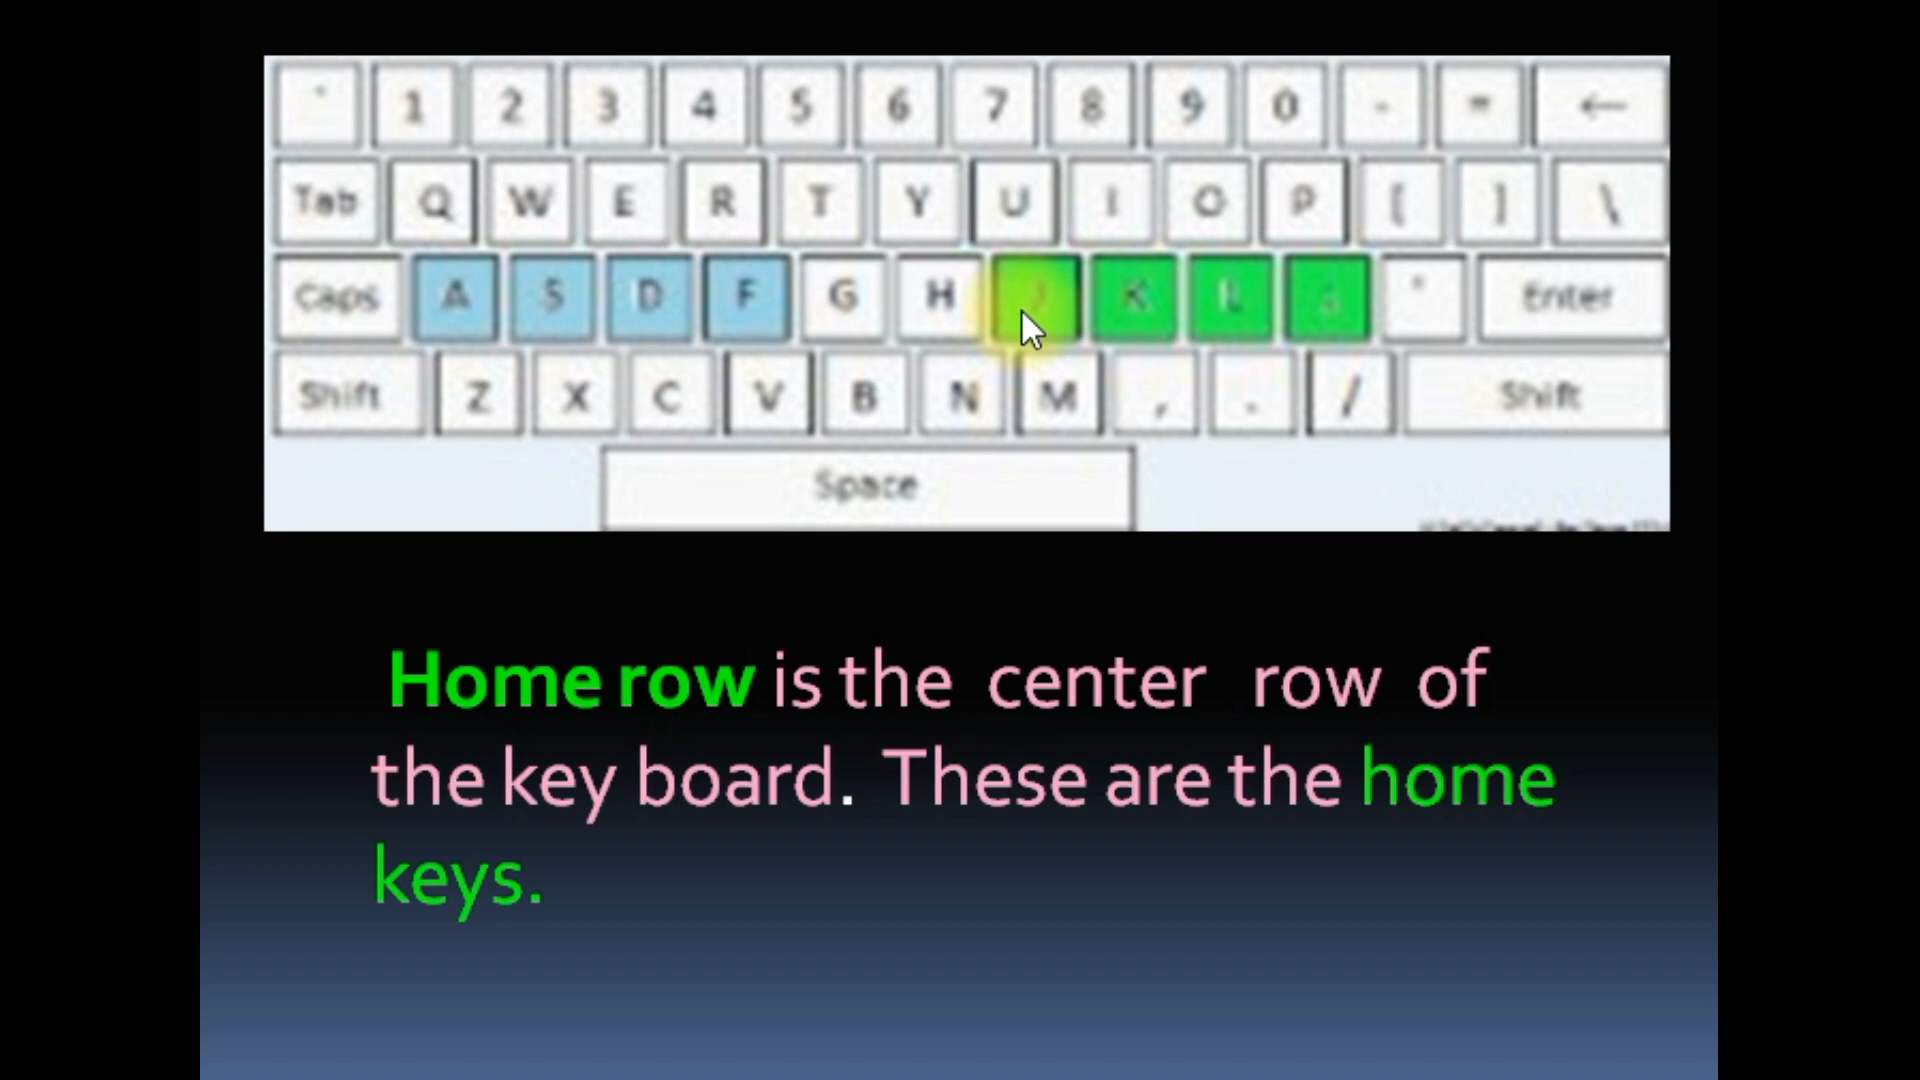 ` 1 2 3 4 5 6 7 8 9 0 - = ←
Tab Q W E R T Y U I O P [ ] \
Caps A S D F G H J K L ; ' Enter
Shift Z X C V B N M , . / Shift
Space
Home row is the center row of
the key board. These are the home
keys.